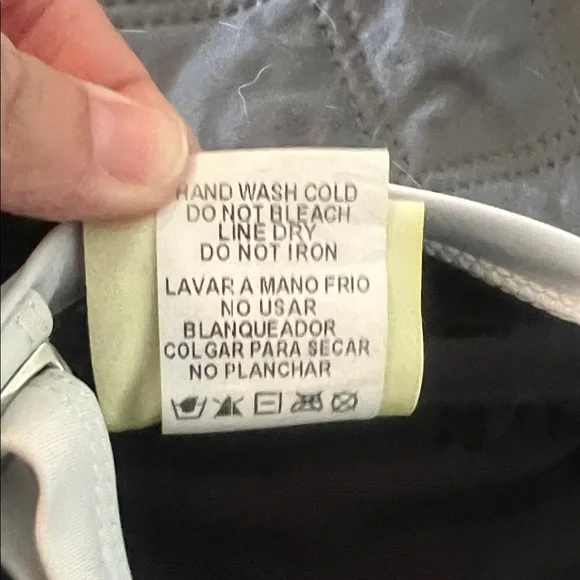 HAND WASH COLD
DO NOT BLEACH
LINE DRY
DO NOT IRON
LAVAR A MANO FRIO
NO USAR
BLANQUEADOR
COLGAR PARA SECAR
NO PLANCHAR